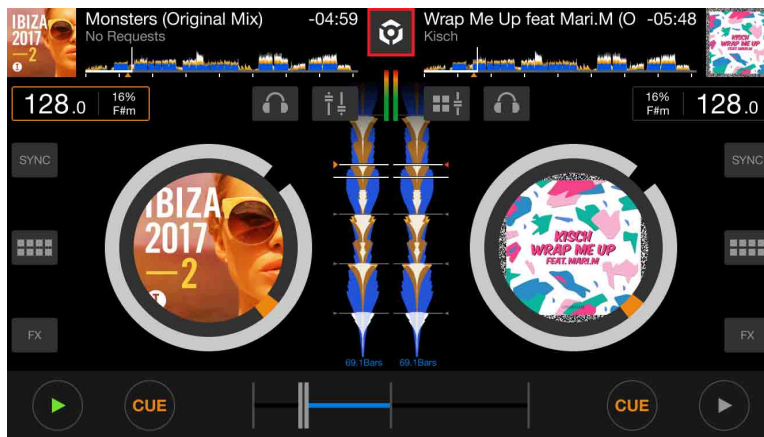 IBIZA
2017
—2
Monsters (Original Mix)
-04:59
No Requests
Wrap Me Up feat Mari.M (O
-05:48
Kisch
KISCH
WRAP ME UP
128.0
16%
F#m
16%
F#m
128.0
SYNC
SYNC
IBIZA
2017
—2
KISCH
WRAP ME UP
FEAT. MARI.M
FX
FX
69.1Bars
69.1Bars
CUE
CUE